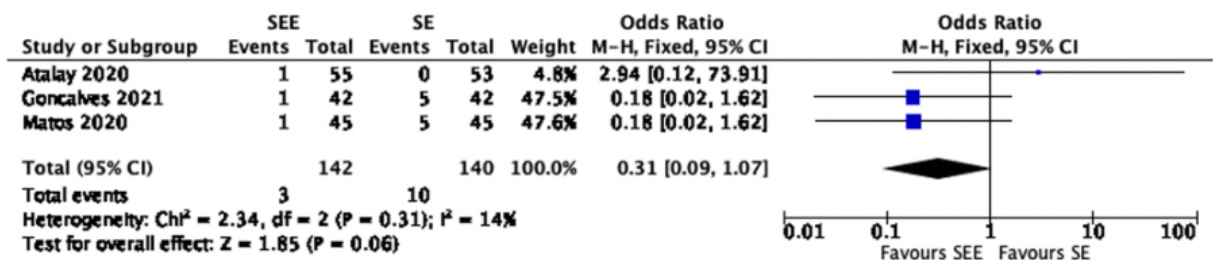 SEE SE Odds Ratio Odds Ratio
Study or Subgroup Events Total Events Total Weight M-H, Fixed, 95% CI M-H, Fixed, 95% CI
Atalay 2020 1 55 0 53 4.8% 2.94 [0.12, 73.91]
Goncalves 2021 1 42 5 42 47.5% 0.18 [0.02, 1.62]
Matos 2020 1 45 5 45 47.6% 0.18 [0.02, 1.62]
Total (95% CI) 142 140 100.0% 0.31 [0.09, 1.07]
Total events 3 10
Heterogeneity: Chi² = 2.34, df = 2 (P = 0.31); I² = 14%
Test for overall effect: Z = 1.85 (P = 0.06)
0.01 0.1 1 10 100
Favours SEE Favours SE